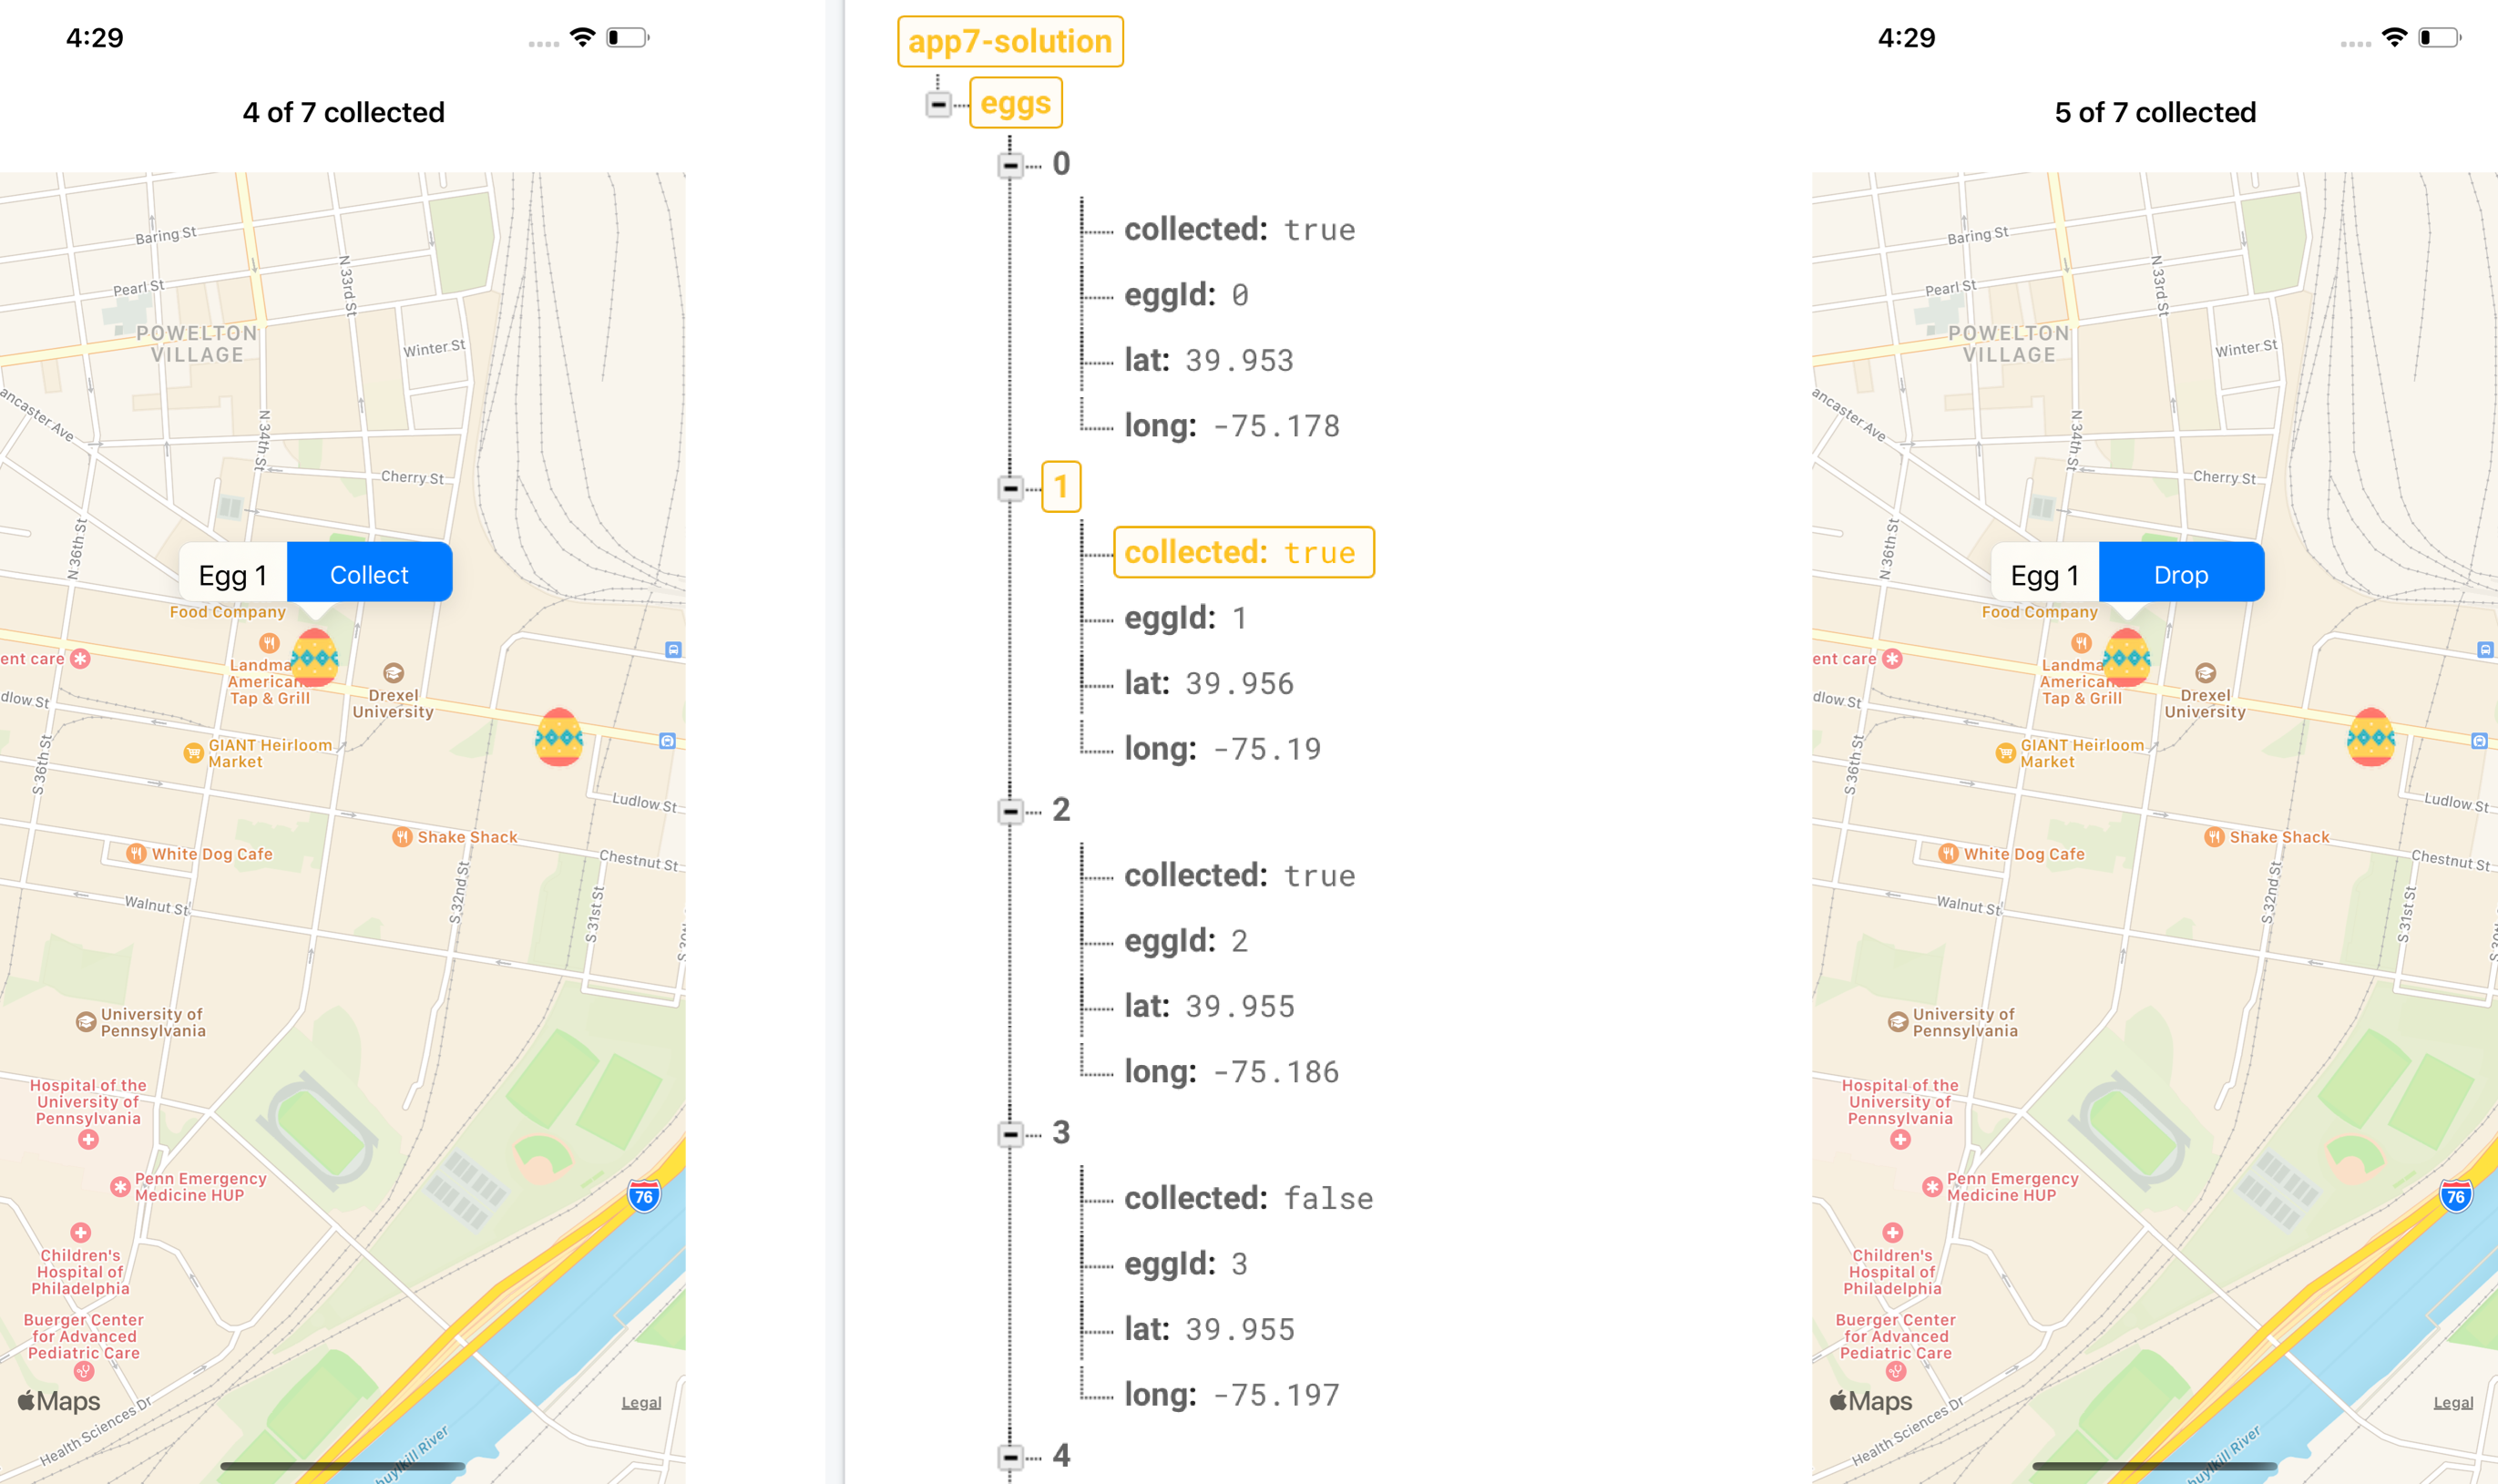 4:29
4 of 7 collected
Baring St
N 33rd St
Pearl St
POWELTON
VILLAGE
Winter St
ancaster Ave
N 34th St
Cherry St
N 36th St
Egg 1
Collect
Food Company
ent care
Landma
American
Tap & Grill
Drexel
University
dlow St
GIANT Heirloom
Market
S 36th St
Ludlow St
Shake Shack
White Dog Cafe
Chestnut St
S 32nd St
S 31st St
Walnut St
University of
Pennsylvania
Hospital of the
University of
Pennsylvania
Penn Emergency
Medicine HUP
76
Children's
Hospital of
Philadelphia
Buerger Center
for Advanced
Pediatric Care
Maps
Legal
Health Sciences Dr
buylkill River
app7-solution
eggs
0
collected: true
eggId: 0
lat: 39.953
long: -75.178
1
collected: true
eggId: 1
lat: 39.956
long: -75.19
2
collected: true
eggId: 2
lat: 39.955
long: -75.186
3
collected: false
eggId: 3
lat: 39.955
long: -75.197
4
4:29
5 of 7 collected
Baring St
N 33rd St
Pearl St
POWELTON
VILLAGE
Winter St
ancaster Ave
N 34th St
Cherry St
N 36th St
Egg 1
Drop
Food Company
ent care
Landma
American
Tap & Grill
Drexel
University
dlow St
GIANT Heirloom
Market
S 36th St
Ludlow St
Shake Shack
White Dog Cafe
Chestnut St
S 32nd St
S 31st St
Walnut St
University of
Pennsylvania
Hospital of the
University of
Pennsylvania
Penn Emergency
Medicine HUP
76
Children's
Hospital of
Philadelphia
Buerger Center
for Advanced
Pediatric Care
Maps
Legal
Health Sciences Dr
buylkill River